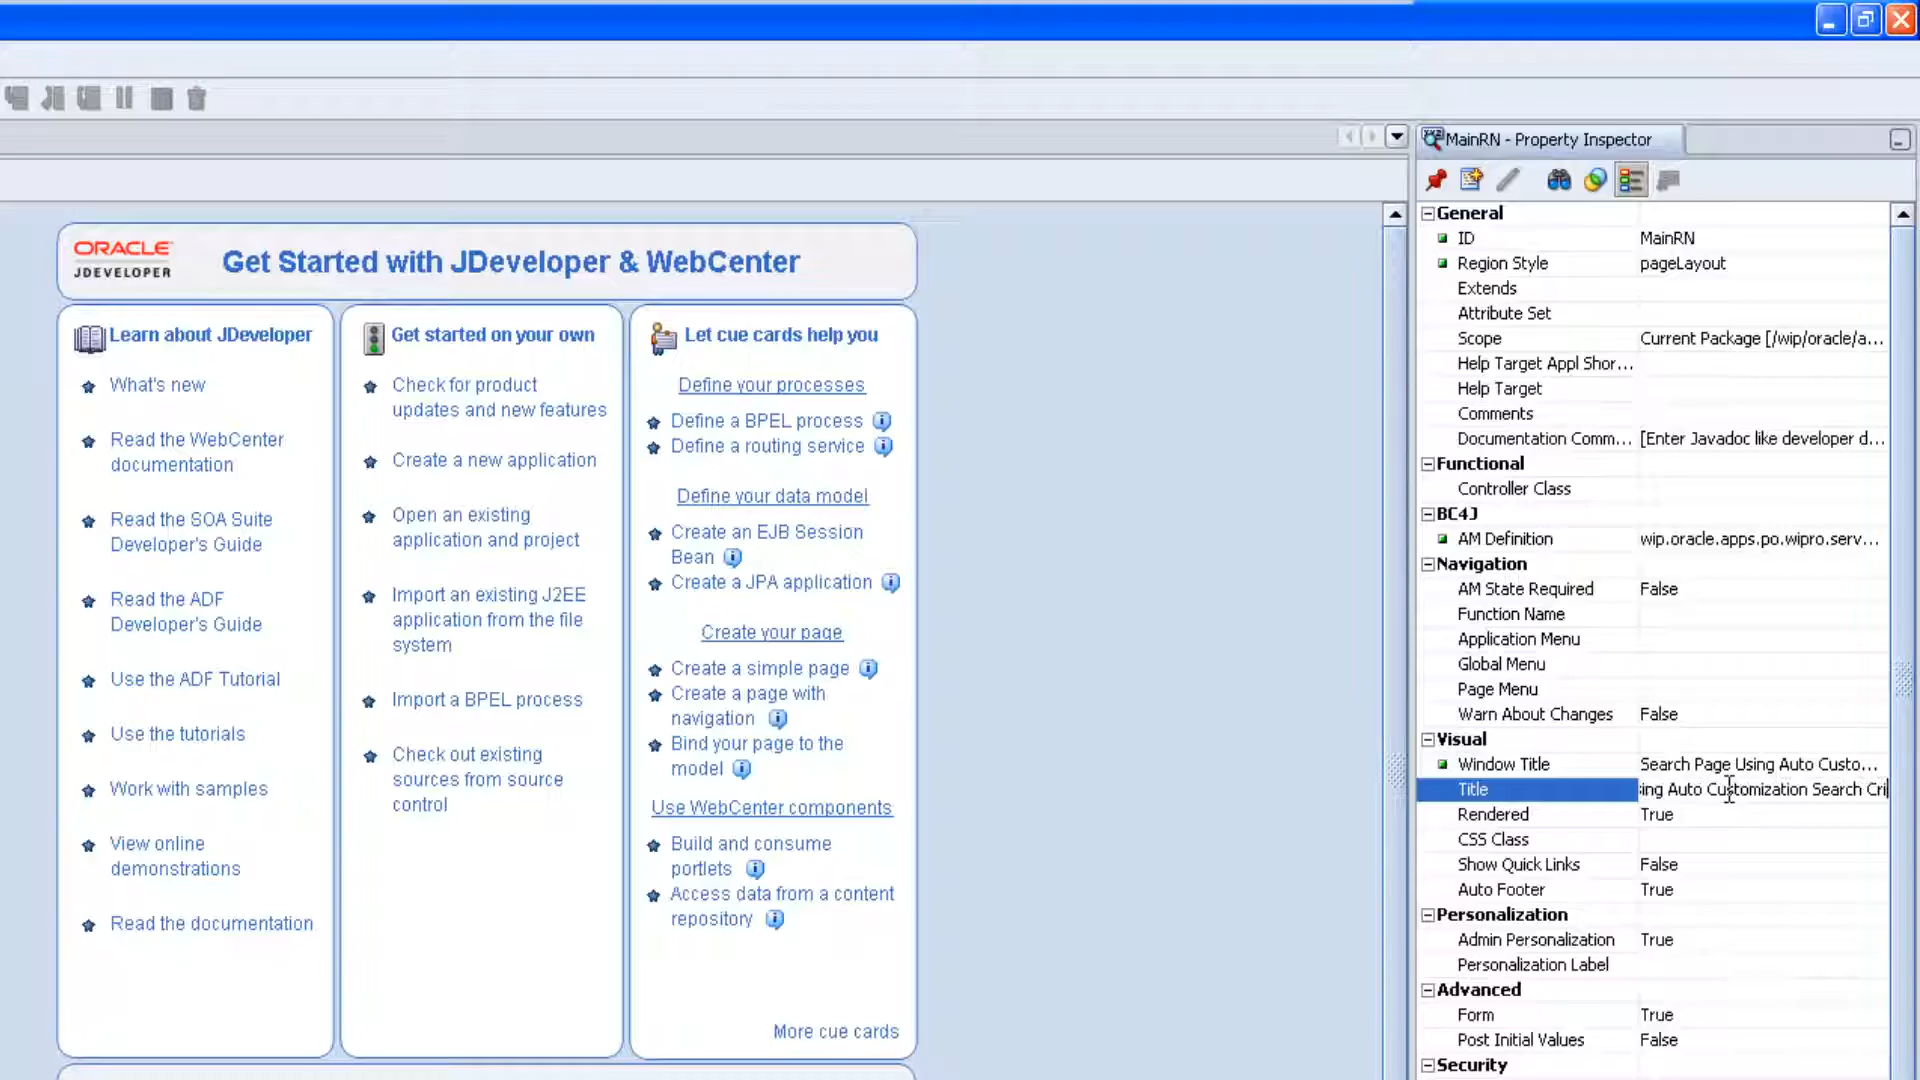 MainRN - Property Inspector
ORACLE
JDEVELOPER
Get Started with JDeveloper & WebCenter
Learn about JDeveloper
What's new
Read the WebCenter
documentation
Read the SOA Suite
Developer's Guide
Read the ADF
Developer's Guide
Use the ADF Tutorial
Use the tutorials
Work with samples
View online
demonstrations
Read the documentation
Get started on your own
Check for product
updates and new features
Create a new application
Open an existing
application and project
Import an existing J2EE
application from the file
system
Import a BPEL process
Check out existing
sources from source
control
Let cue cards help you
Define your processes
Define a BPEL process
Define a routing service
Define your data model
Create an EJB Session
Bean
Create a JPA application
Create your page
Create a simple page
Create a page with
navigation
Bind your page to the
model
Use WebCenter components
Build and consume
portlets
Access data from a content
repository
More cue cards
General
ID MainRN
Region Style pageLayout
Extends
Attribute Set
Scope Current Package [/wip/oracle/a...
Help Target Appl Shor...
Help Target
Comments
Documentation Comm... [Enter Javadoc like developer d...
Functional
Controller Class
BC4J
AM Definition wip.oracle.apps.po.wipro.serv...
Navigation
AM State Required False
Function Name
Application Menu
Global Menu
Page Menu
Warn About Changes False
Visual
Window Title Search Page Using Auto Custo...
Title ing Auto Customization Search Cri
Rendered True
CSS Class
Show Quick Links False
Auto Footer True
Personalization
Admin Personalization True
Personalization Label
Advanced
Form True
Post Initial Values False
Security